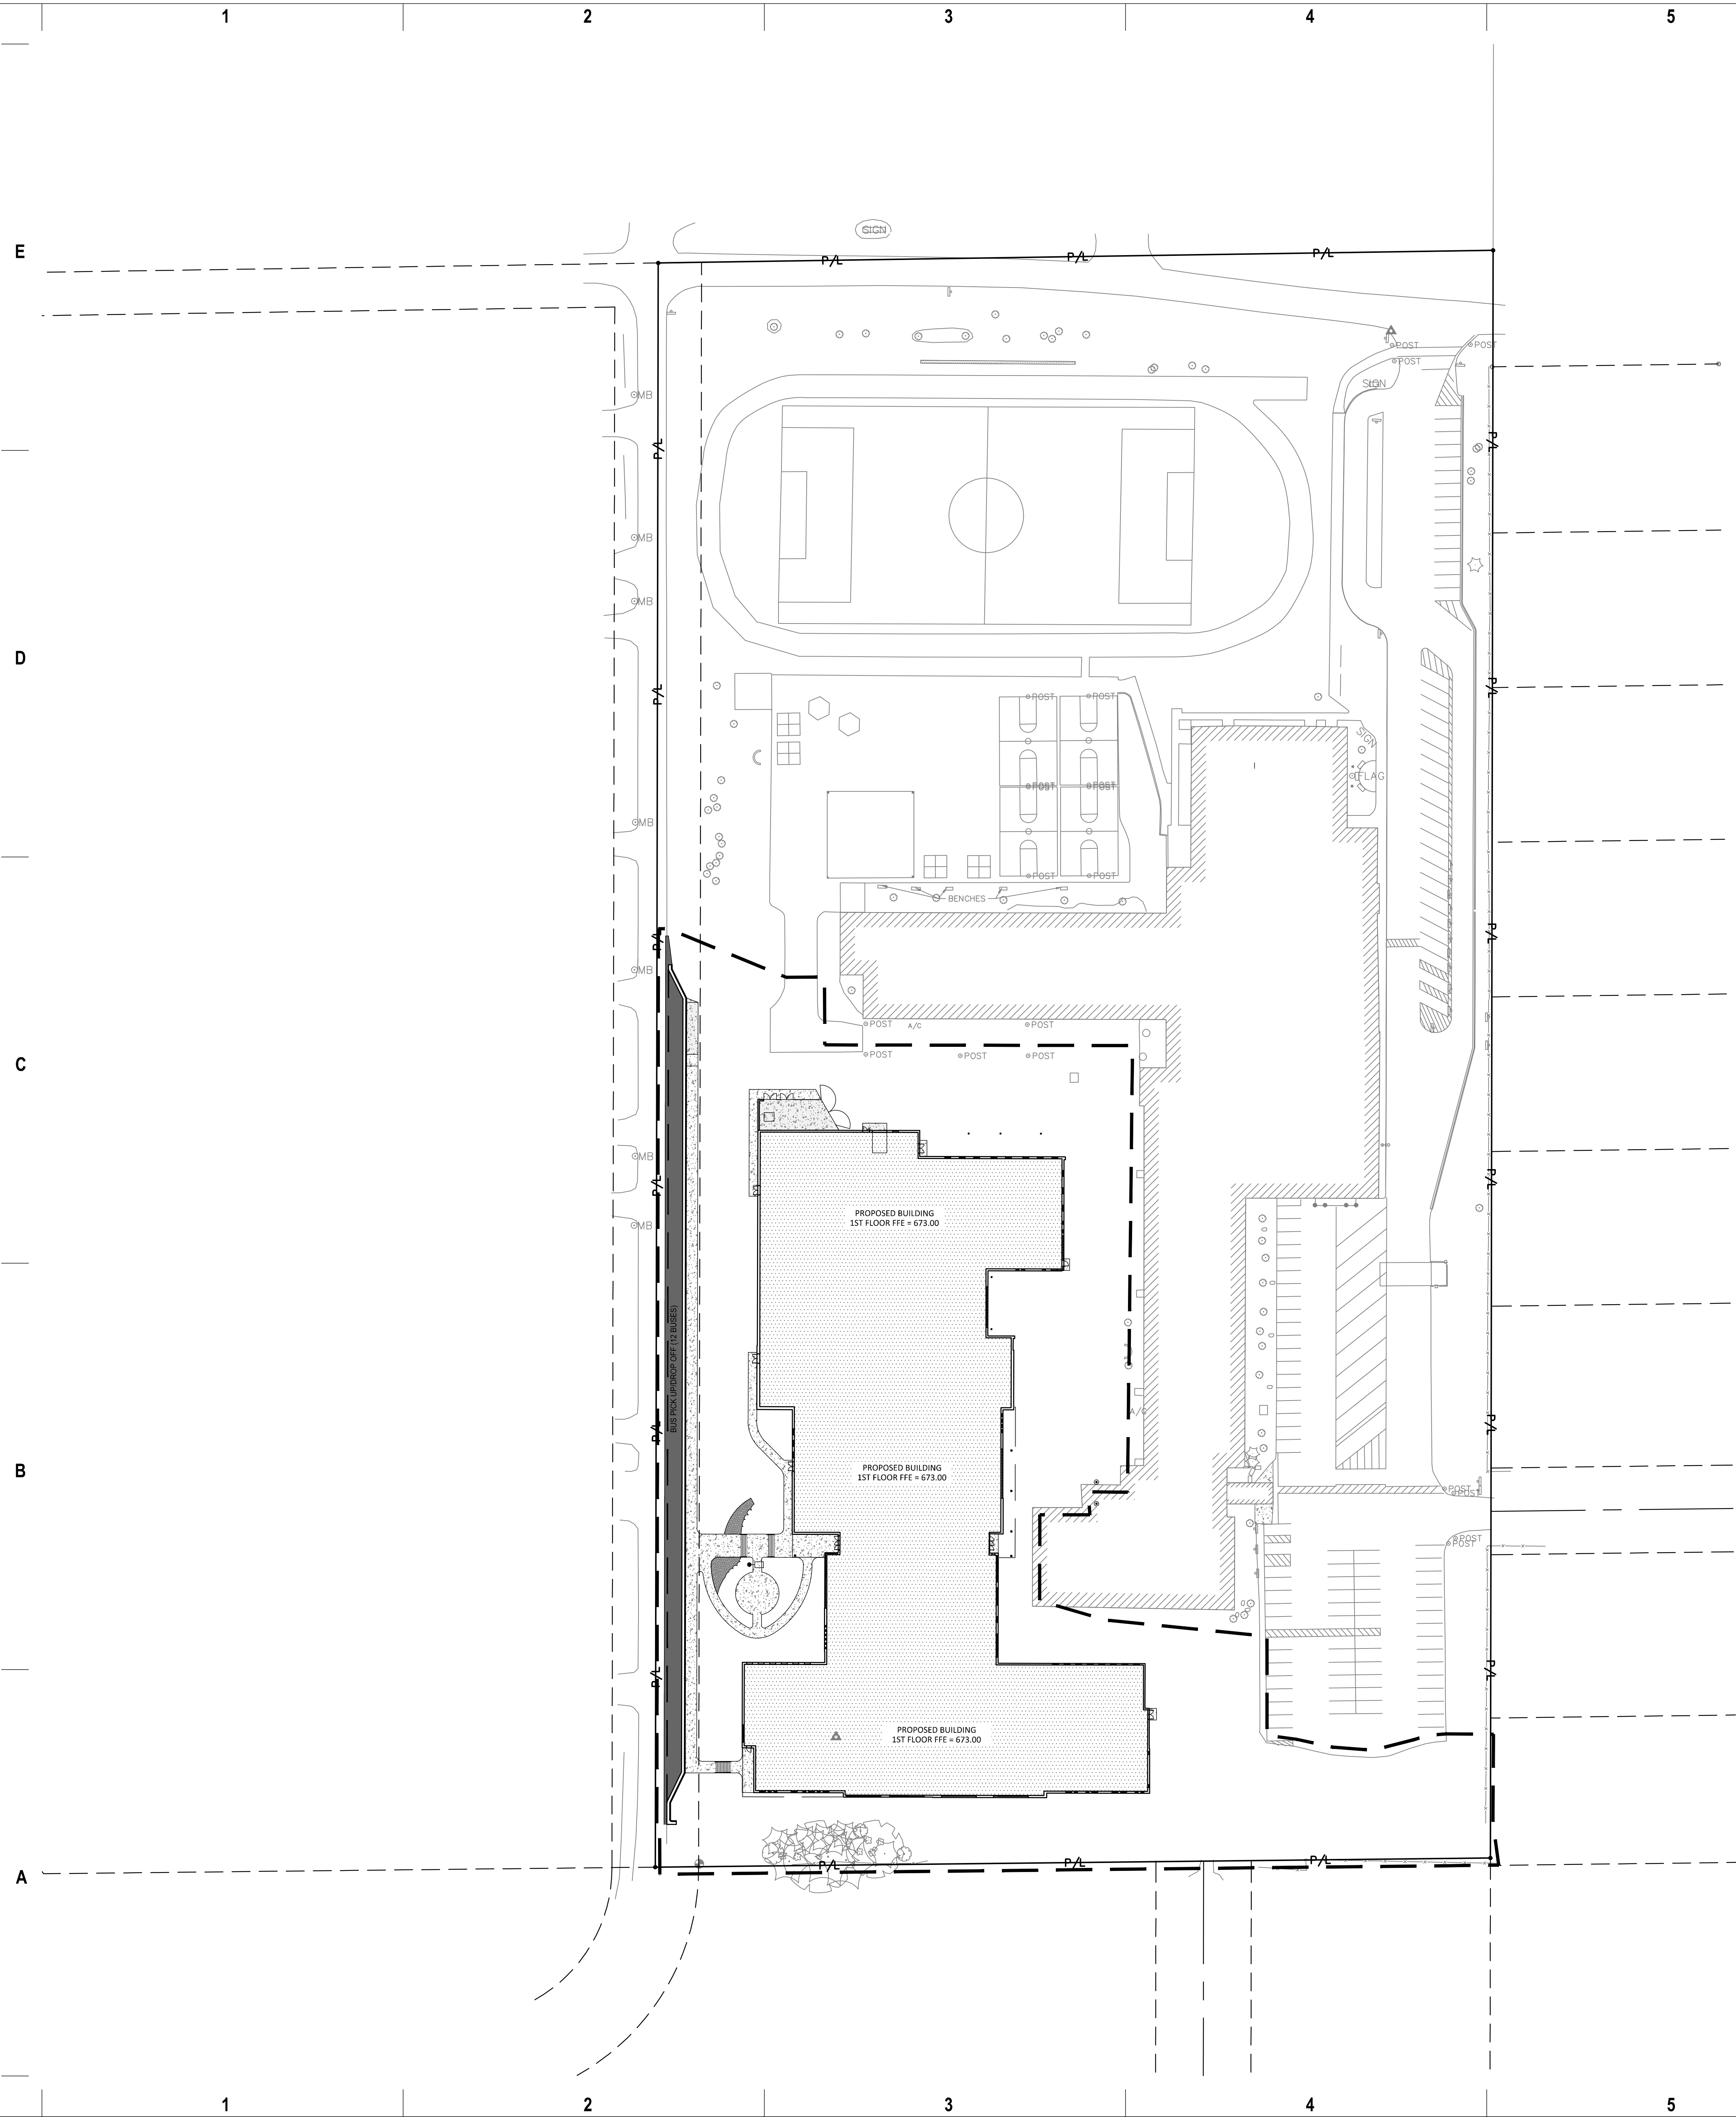 1 2 3 4 5
E
SIGN
P/L P/L P/L
POST POST
POST
SIGN
MB
P/L P/L
MB
MB
D
P/L P/L
POST POST
SIGN
FLAG
POST POST
MB
POST POST
BENCHES
P/L P/L
MB
POST A/C POST
POST POST POST
C
MB
P/L P/L
PROPOSED BUILDING
1ST FLOOR FFE = 673.00
MB
BUS PICK UP/DROP OFF (12 BUSES)
A/C
P/L P/L
B
PROPOSED BUILDING
1ST FLOOR FFE = 673.00
POST
POST
POST
POST
P/L P/L
PROPOSED BUILDING
1ST FLOOR FFE = 673.00
P/L P/L P/L
A
1 2 3 4 5